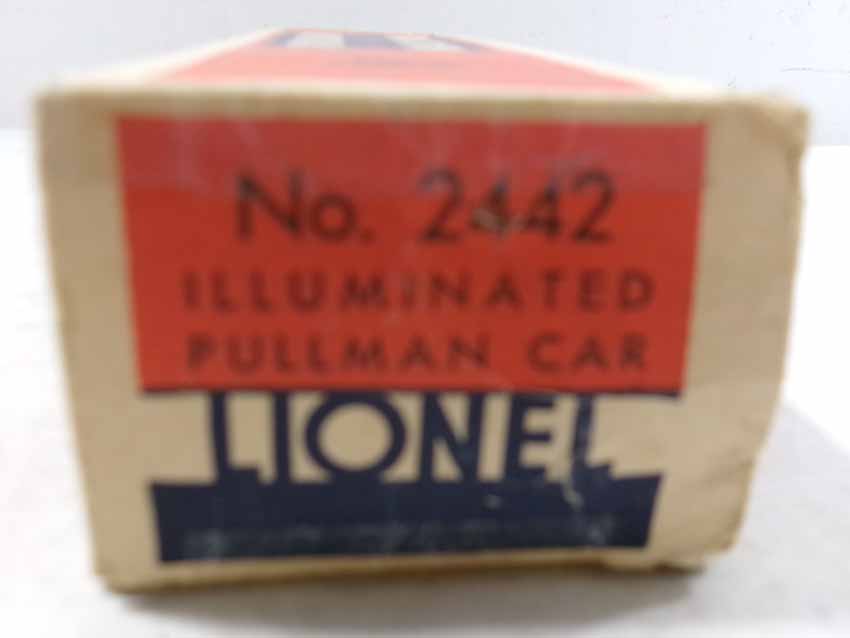 No. 2442
ILLUMINATED
PULLMAN CAR
LIONEL